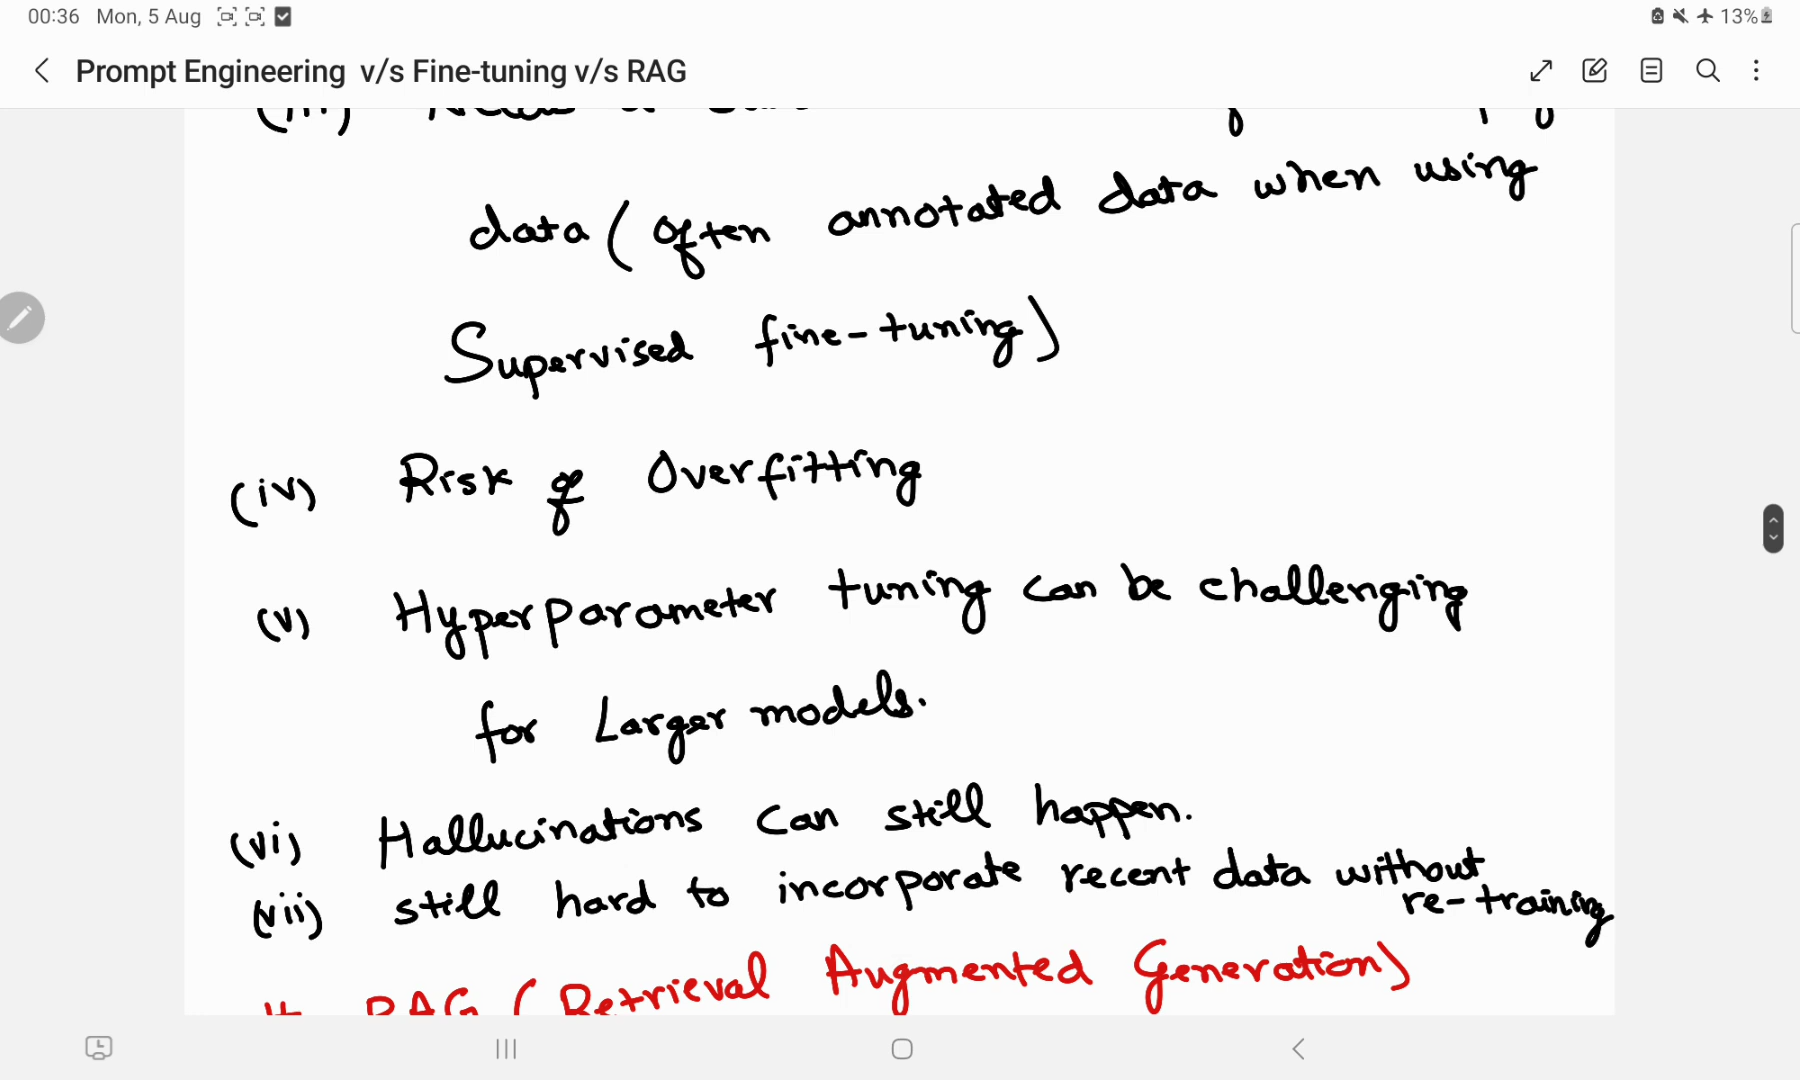 00:36 Mon, 5 Aug 13%
Prompt Engineering v/s Fine-tuning v/s RAG
(iii)
data (often annotated data when using
Supervised fine-tuning)
(iv) Risk of Overfitting
(v) Hyperparameter tuning can be challenging
for Larger models.
(vi) Hallucinations can still happen.
(vii) still hard to incorporate recent data without
re-training
RAG (Retrieval Augmented Generation)